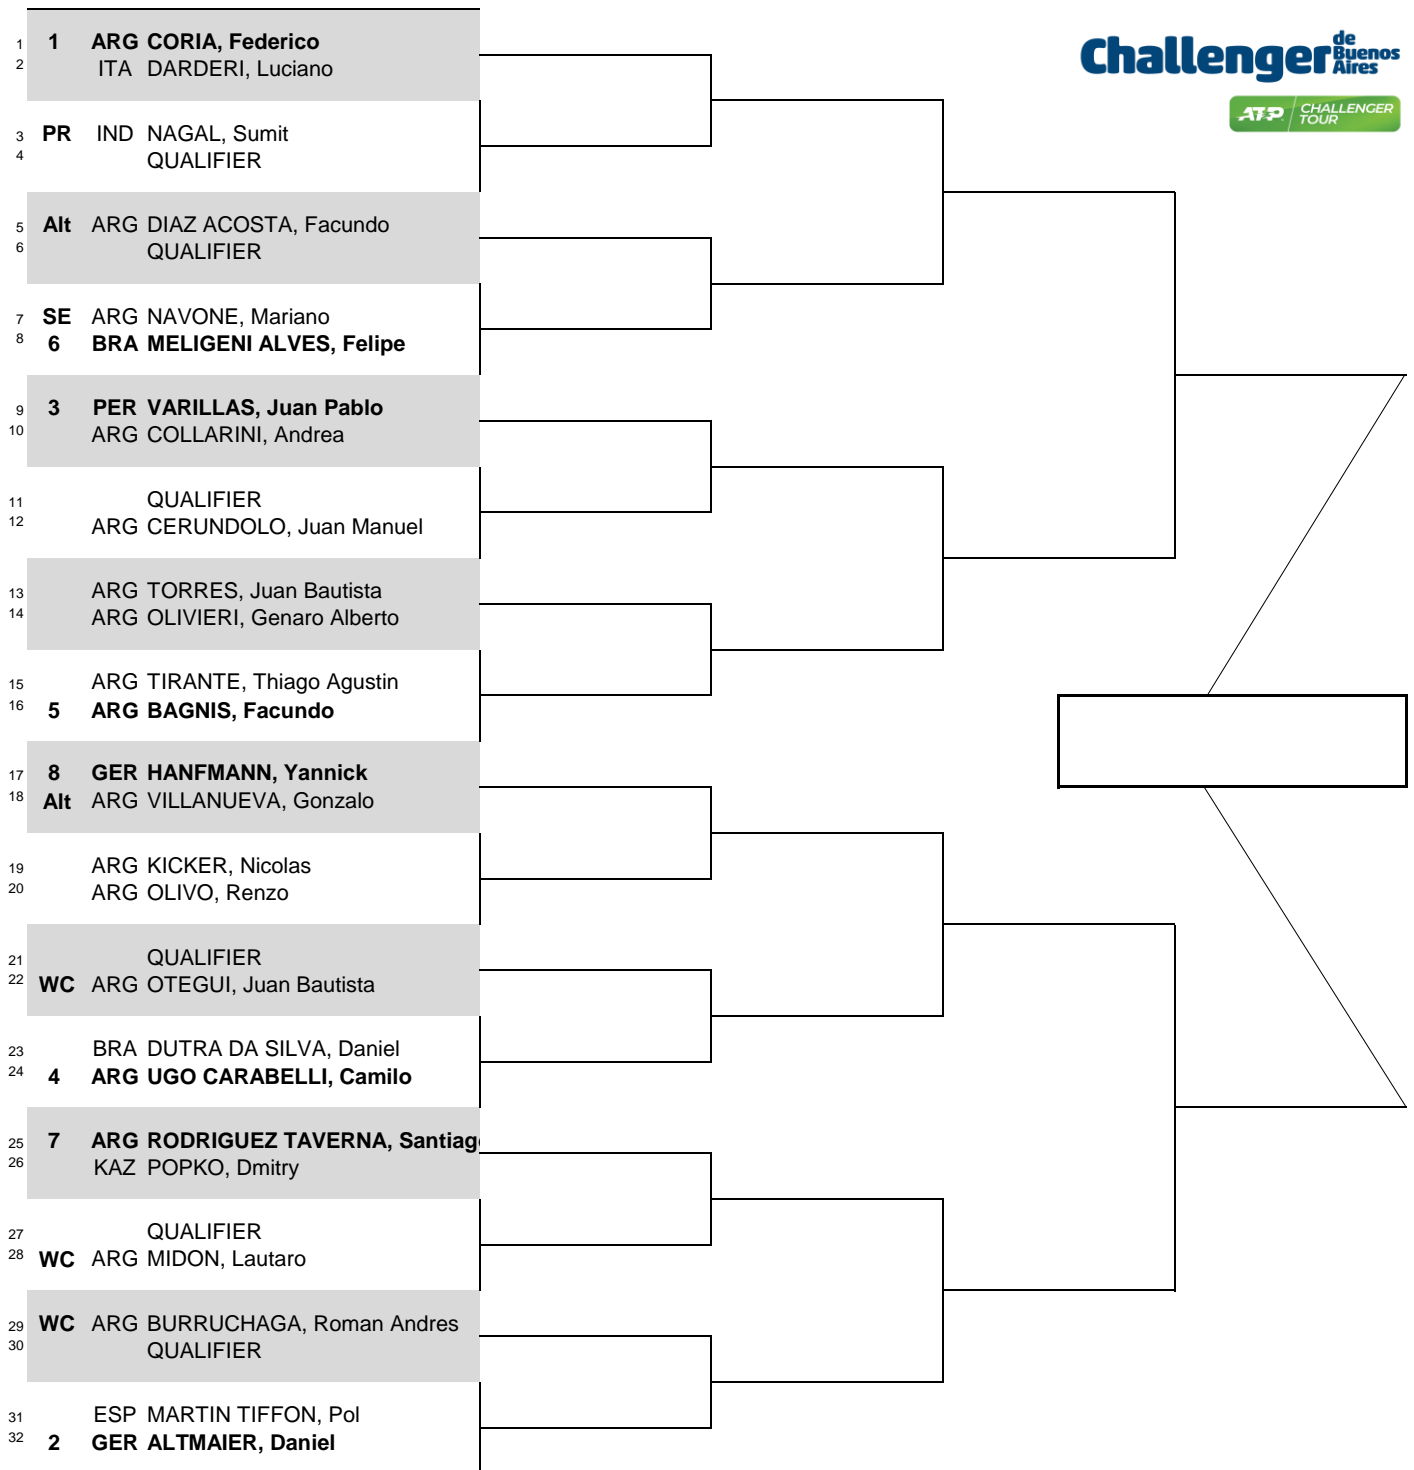 Challenger de Buenos Aires
ATP CHALLENGER TOUR
1 1 ARG CORIA, Federico
2 ITA DARDERI, Luciano
3 PR IND NAGAL, Sumit
4 QUALIFIER
5 Alt ARG DIAZ ACOSTA, Facundo
6 QUALIFIER
7 SE ARG NAVONE, Mariano
8 6 BRA MELIGENI ALVES, Felipe
9 3 PER VARILLAS, Juan Pablo
10 ARG COLLARINI, Andrea
11 QUALIFIER
12 ARG CERUNDOLO, Juan Manuel
13 ARG TORRES, Juan Bautista
14 ARG OLIVIERI, Genaro Alberto
15 ARG TIRANTE, Thiago Agustin
16 5 ARG BAGNIS, Facundo
17 8 GER HANFMANN, Yannick
18 Alt ARG VILLANUEVA, Gonzalo
19 ARG KICKER, Nicolas
20 ARG OLIVO, Renzo
21 QUALIFIER
22 WC ARG OTEGUI, Juan Bautista
23 BRA DUTRA DA SILVA, Daniel
24 4 ARG UGO CARABELLI, Camilo
25 7 ARG RODRIGUEZ TAVERNA, Santiago
26 KAZ POPKO, Dmitry
27 QUALIFIER
28 WC ARG MIDON, Lautaro
29 WC ARG BURRUCHAGA, Roman Andres
30 QUALIFIER
31 ESP MARTIN TIFFON, Pol
32 2 GER ALTMAIER, Daniel